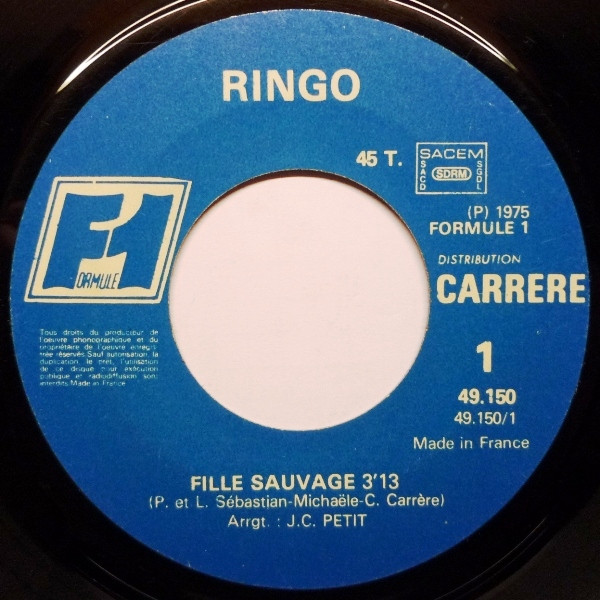 RINGO
45 T.
SACEM
SACD
SDRM
SGDL
(P) 1975
FORMULE 1
DISTRIBUTION
CARRERE
F1
FORMULE
Tous droits du producteur de
l'oeuvre phonographique et du
propriétaire de l'oeuvre enregis-
trée réservés. Sauf autorisation, la
duplication, le prêt, l'utilisation
de ce disque pour exécution
publique et radiodiffusion sont
interdits. Made in France
1
49.150
49.150/1
Made in France
FILLE SAUVAGE 3'13
(P. et L. Sébastian-Michaële-C. Carrère)
Arrgt. : J.C. PETIT